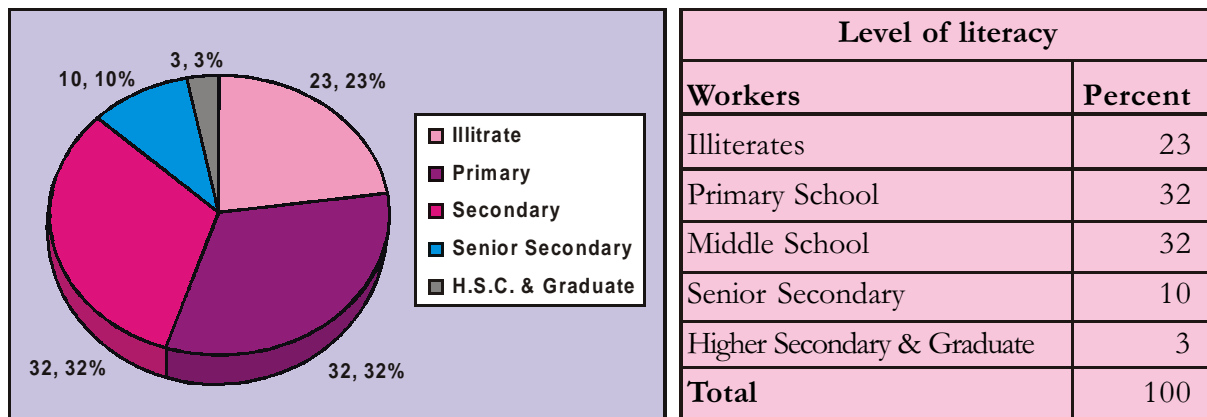 3, 3%
10, 10%
23, 23%
32, 32%
32, 32%
Illitrate
Primary
Secondary
Senior Secondary
H.S.C. & Graduate
Level of literacy
Workers Percent
Illiterates 23
Primary School 32
Middle School 32
Senior Secondary 10
Higher Secondary & Graduate 3
Total 100